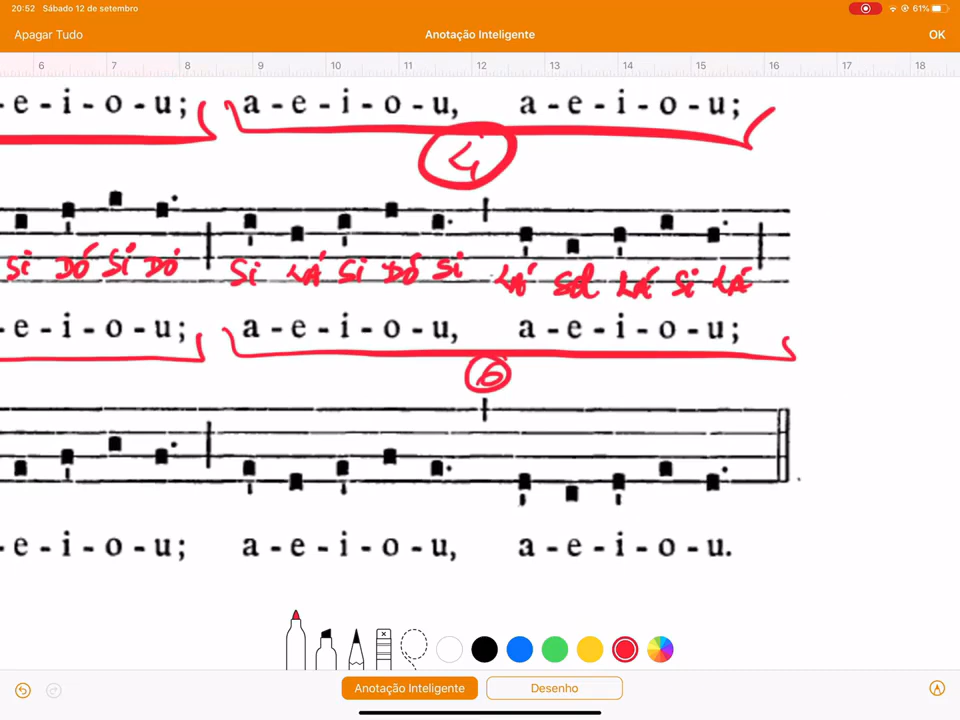 20:52 Sábado 12 de setembro 61%
Apagar Tudo Anotação Inteligente OK
6 7 8 9 10 11 12 13 14 15 16 17 18
- e - i - o - u; a - e - i - o - u, a - e - i - o - u;
4
Si DÓ Si DÓ Si LÁ Si DÓ Si LÁ Sol LÁ Si LÁ
- e - i - o - u; a - e - i - o - u, a - e - i - o - u;
6
- e - i - o - u; a - e - i - o - u, a - e - i - o - u.
Anotação Inteligente Desenho